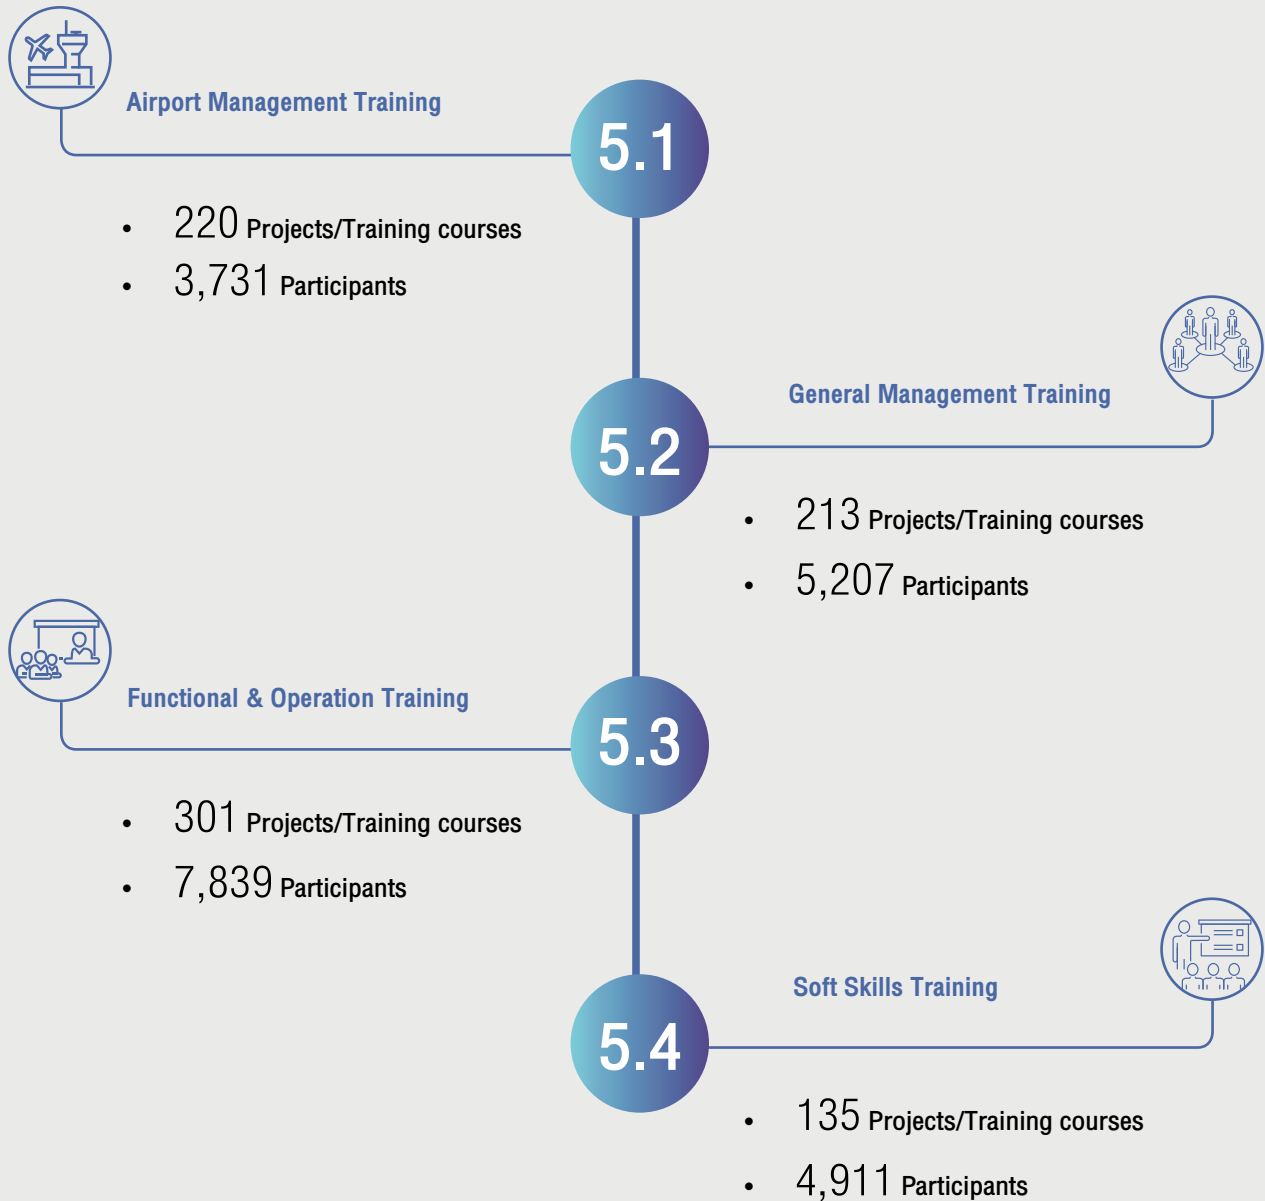 Airport Management Training
5.1
• 220 Projects/Training courses
• 3,731 Participants
General Management Training
5.2
• 213 Projects/Training courses
• 5,207 Participants
Functional & Operation Training
5.3
• 301 Projects/Training courses
• 7,839 Participants
Soft Skills Training
5.4
• 135 Projects/Training courses
• 4,911 Participants